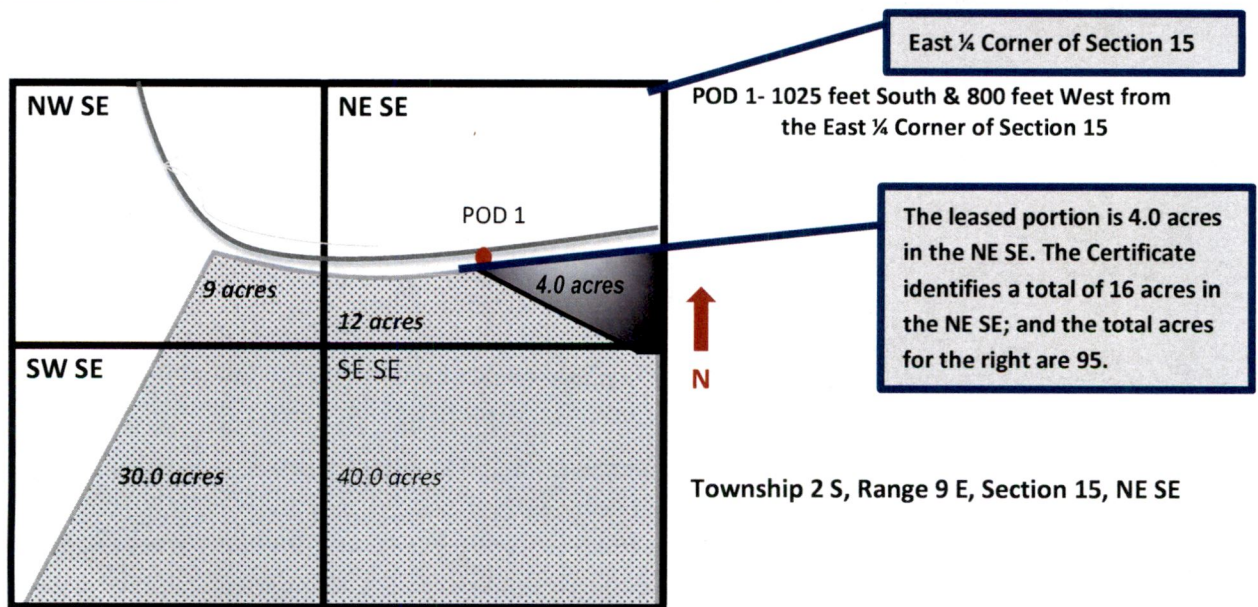 East ¼ Corner of Section 15
NW SE
NE SE
POD 1- 1025 feet South & 800 feet West from
the East ¼ Corner of Section 15
POD 1
The leased portion is 4.0 acres
in the NE SE. The Certificate
identifies a total of 16 acres in
the NE SE; and the total acres
for the right are 95.
9 acres
4.0 acres
12 acres
N
SW SE
SE SE
30.0 acres
40.0 acres
Township 2 S, Range 9 E, Section 15, NE SE